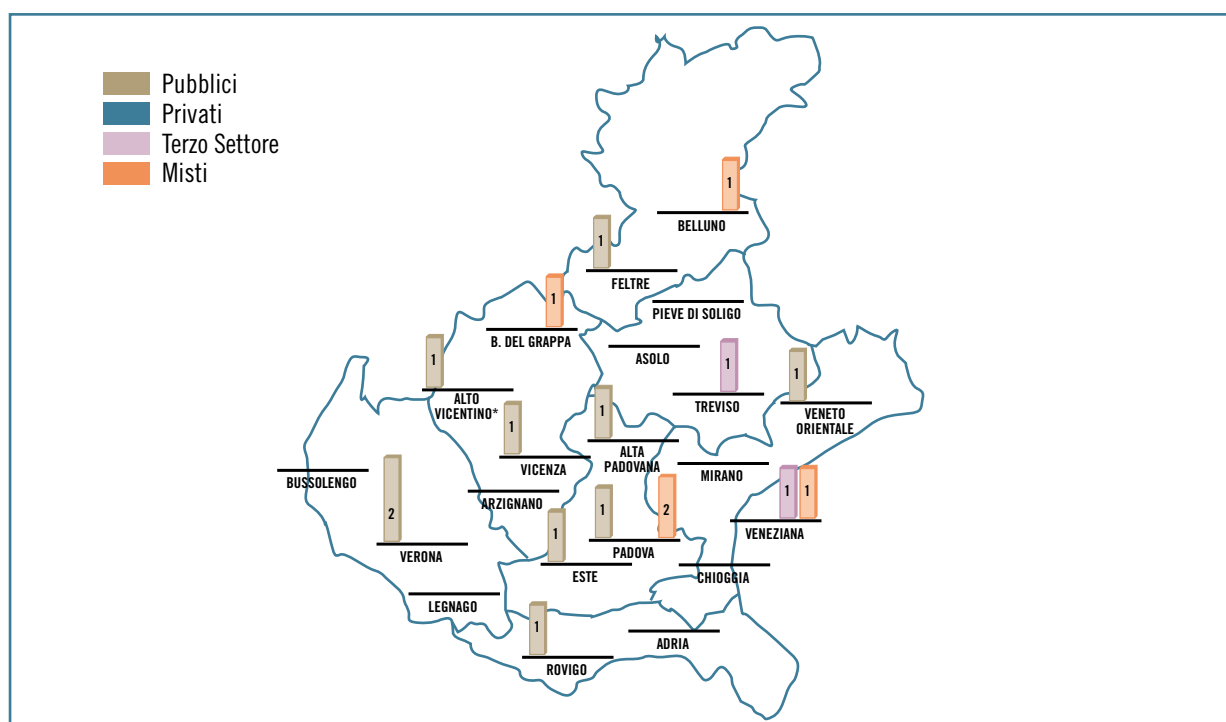 Pubblici
Privati
Terzo Settore
Misti
1
BELLUNO
1
FELTRE
PIEVE DI SOLIGO
1
B. DEL GRAPPA
ASOLO
1
ALTO
VICENTINO*
1
TREVISO
1
VENETO
ORIENTALE
1
VICENZA
1
ALTA
PADOVANA
MIRANO
BUSSOLENGO
ARZIGNANO
1 1
VENEZIANA
2
VERONA
1
ESTE
1 2
PADOVA
CHIOGGIA
LEGNAGO
1
ROVIGO
ADRIA